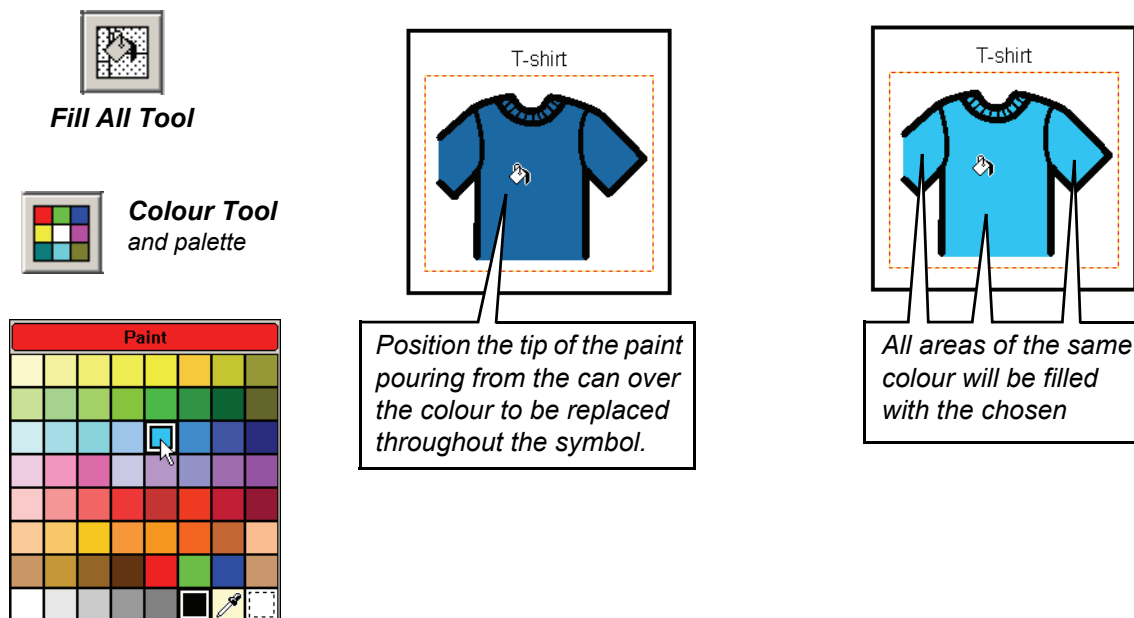 Fill All Tool
Colour Tool
and palette
Paint
T-shirt
Position the tip of the paint
pouring from the can over
the colour to be replaced
throughout the symbol.
T-shirt
All areas of the same
colour will be filled
with the chosen